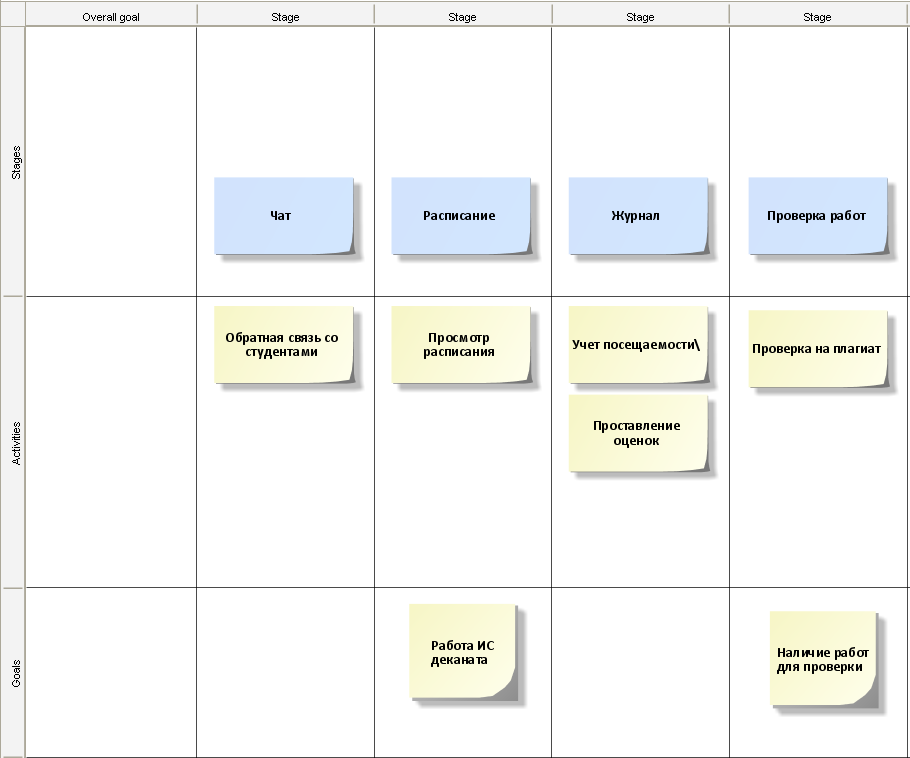 Overall goal
Stage
Stage
Stage
Stage
Stages
Чат
Расписание
Журнал
Проверка работ
Activities
Обратная связь со
студентами
Просмотр
расписания
Учет посещаемости\
Проверка на плагиат
Проставление
оценок
Goals
Работа ИС
деканата
Наличие работ
для проверки